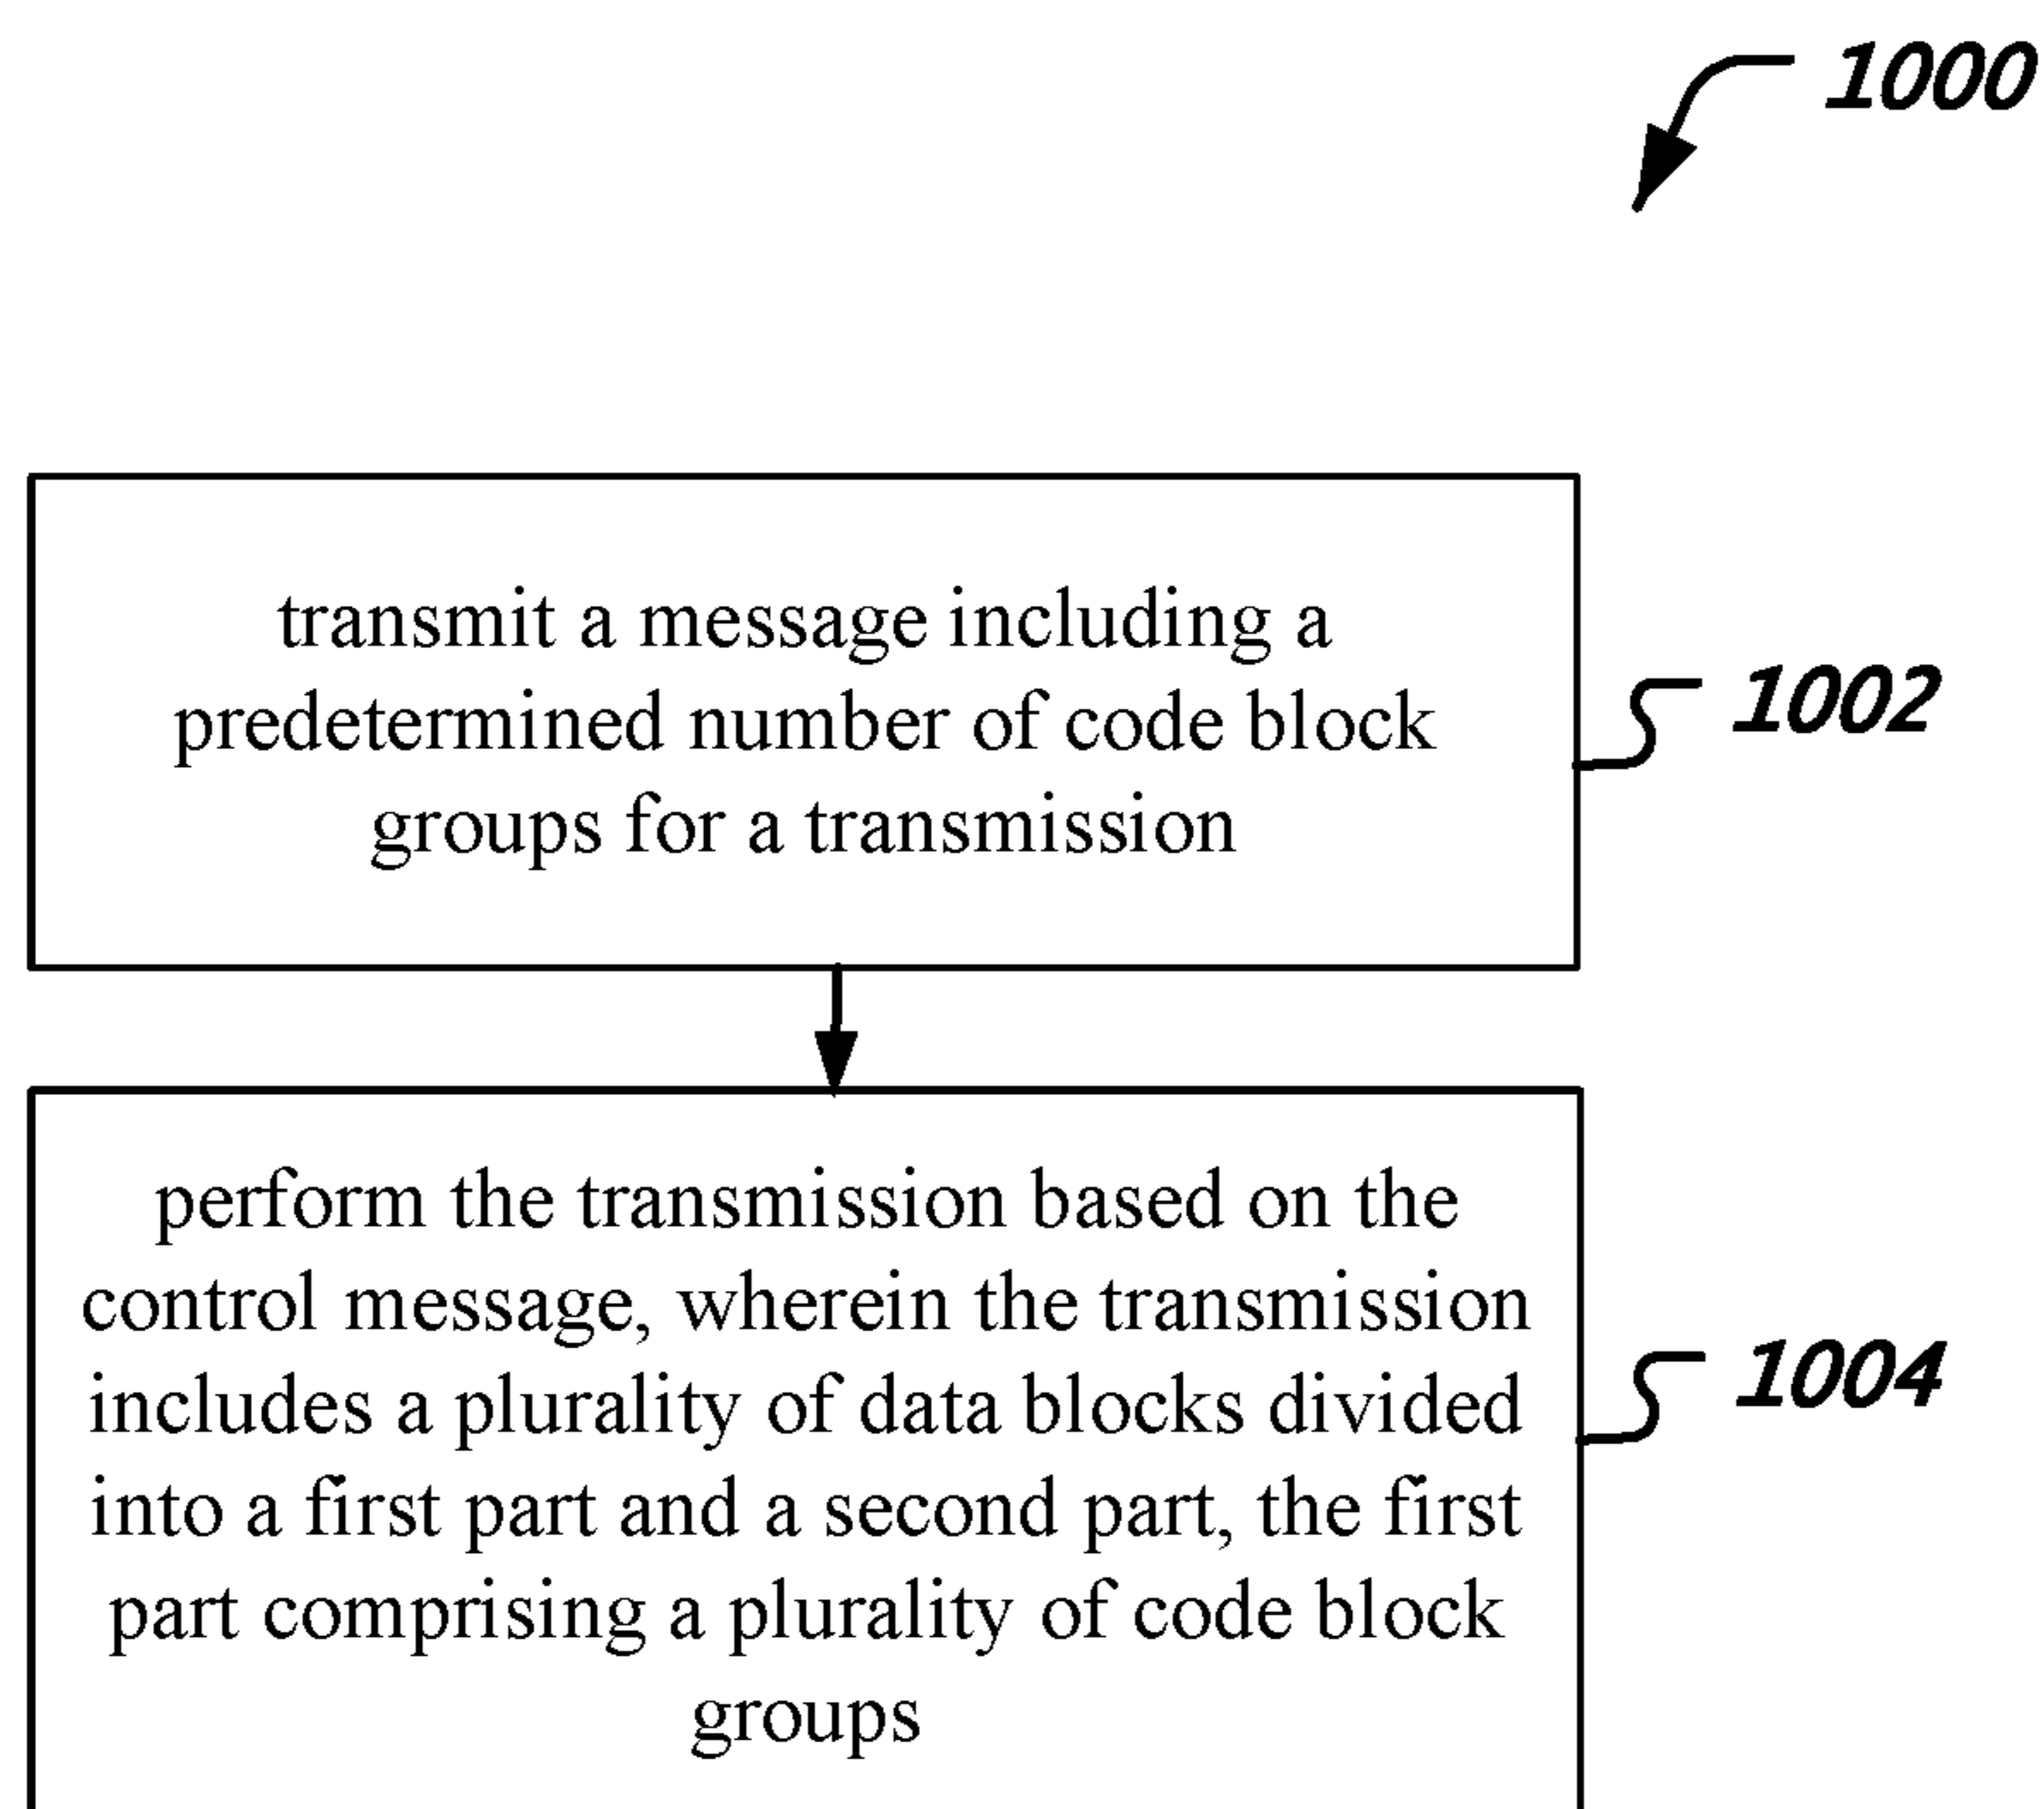 1000
transmit a message including a
predetermined number of code block
groups for a transmission
1002
perform the transmission based on the
control message, wherein the transmission
includes a plurality of data blocks divided
into a first part and a second part, the first
part comprising a plurality of code block
groups
1004